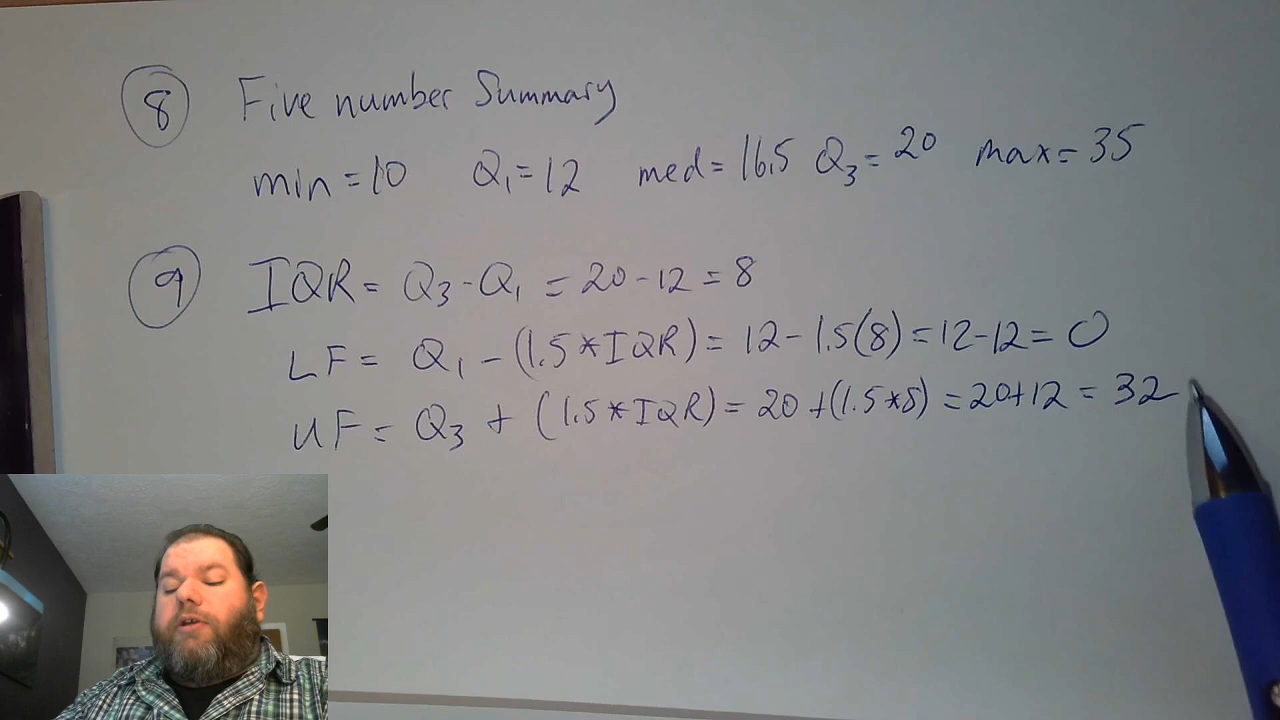 8 Five number Summary
min = 10 Q₁ = 12 med = 16.5 Q₃ = 20 max = 35
9 IQR = Q₃ - Q₁ = 20 - 12 = 8
LF = Q₁ - (1.5 * IQR) = 12 - 1.5(8) = 12 - 12 = 0
UF = Q₃ + (1.5 * IQR) = 20 + (1.5 * 8) = 20 + 12 = 32